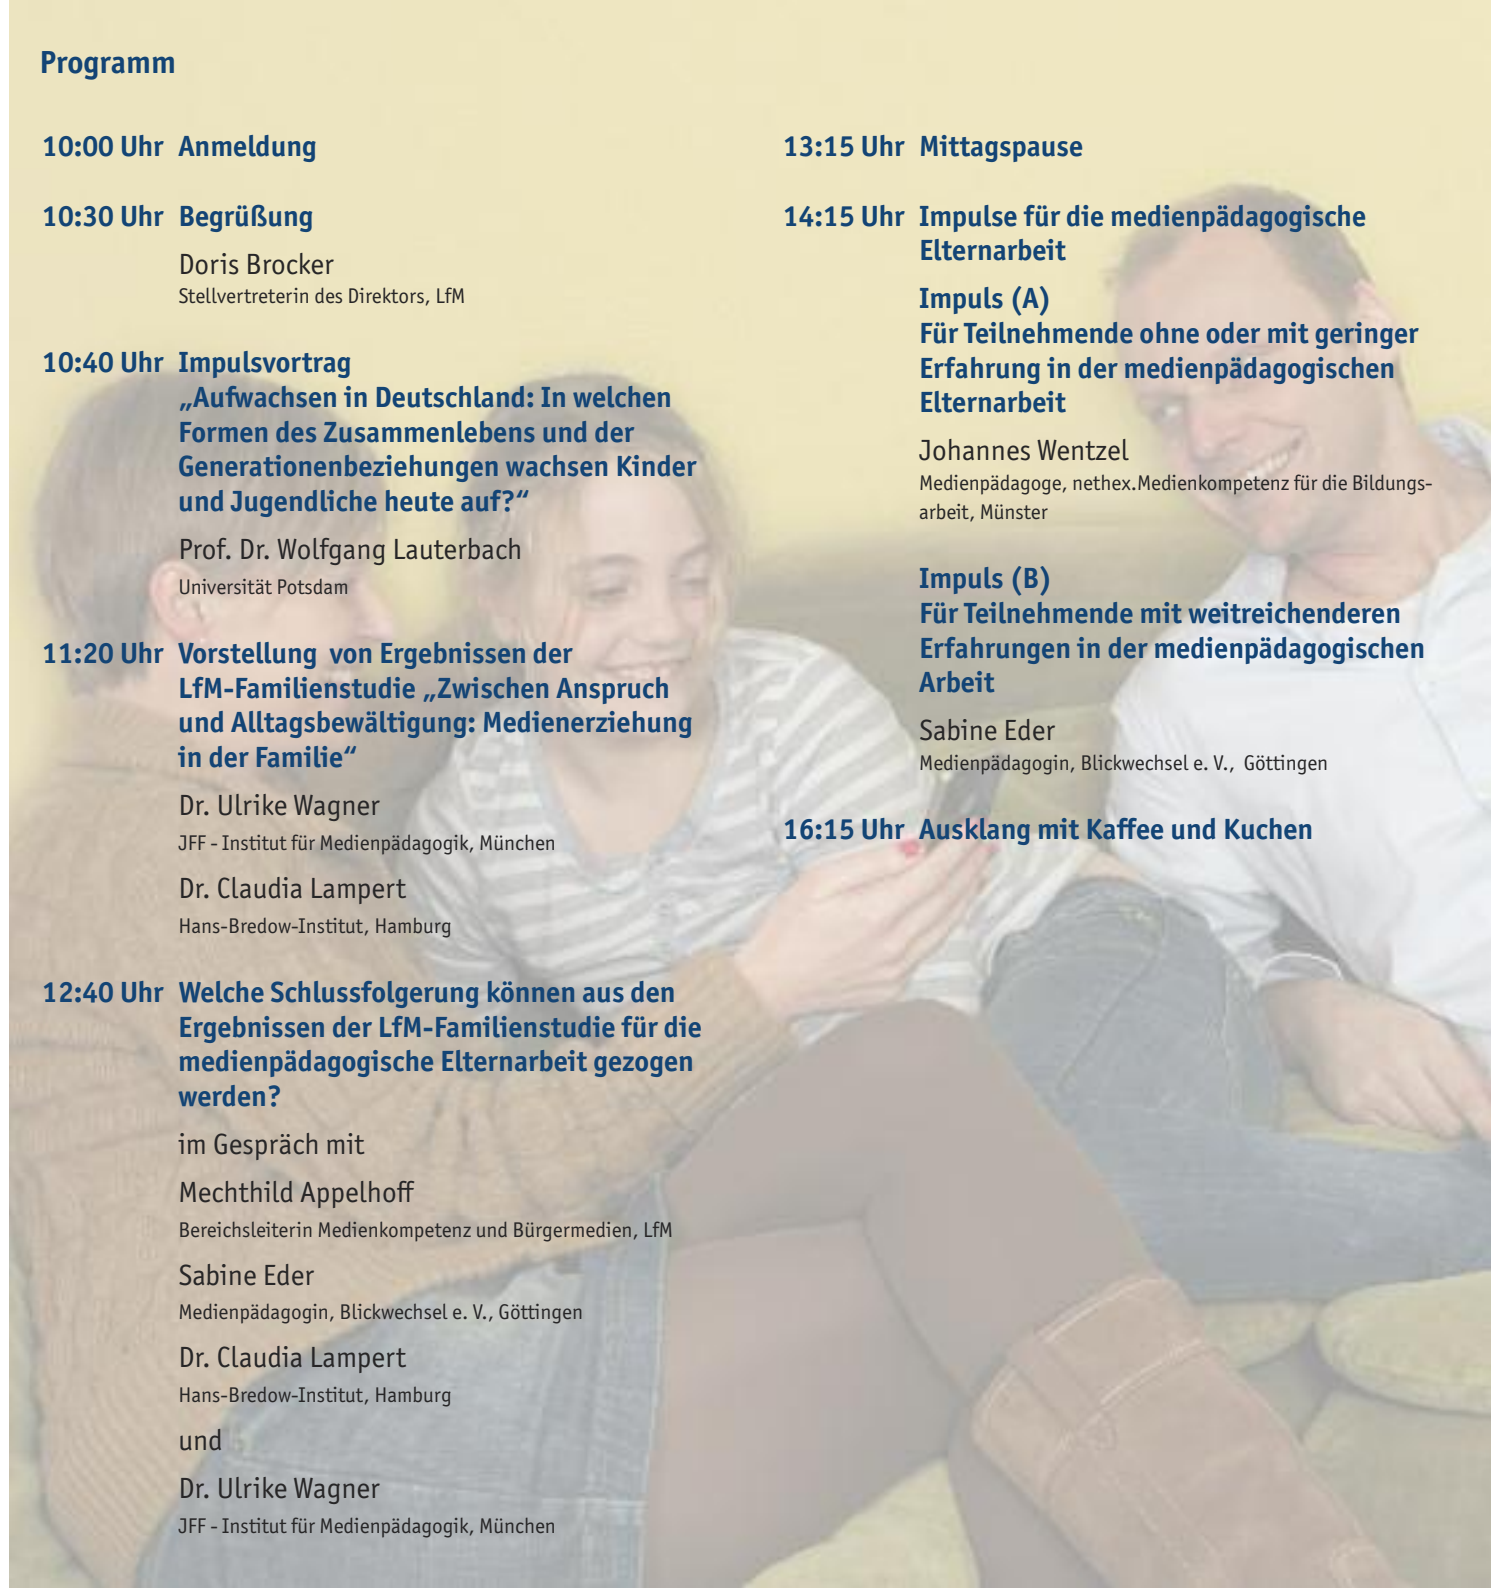 Programm
10:00 Uhr Anmeldung
10:30 Uhr Begrüßung
Doris Brocker
Stellvertreterin des Direktors, LfM
10:40 Uhr Impulsvortrag
„Aufwachsen in Deutschland: In welchen
Formen des Zusammenlebens und der
Generationenbeziehungen wachsen Kinder
und Jugendliche heute auf?“
Prof. Dr. Wolfgang Lauterbach
Universität Potsdam
11:20 Uhr Vorstellung von Ergebnissen der
LfM-Familienstudie „Zwischen Anspruch
und Alltagsbewältigung: Medienerziehung
in der Familie“
Dr. Ulrike Wagner
JFF - Institut für Medienpädagogik, München
Dr. Claudia Lampert
Hans-Bredow-Institut, Hamburg
12:40 Uhr Welche Schlussfolgerung können aus den
Ergebnissen der LfM-Familienstudie für die
medienpädagogische Elternarbeit gezogen
werden?
im Gespräch mit
Mechthild Appelhoff
Bereichsleiterin Medienkompetenz und Bürgermedien, LfM
Sabine Eder
Medienpädagogin, Blickwechsel e. V., Göttingen
Dr. Claudia Lampert
Hans-Bredow-Institut, Hamburg
und
Dr. Ulrike Wagner
JFF - Institut für Medienpädagogik, München
13:15 Uhr Mittagspause
14:15 Uhr Impulse für die medienpädagogische
Elternarbeit
Impuls (A)
Für Teilnehmende ohne oder mit geringer
Erfahrung in der medienpädagogischen
Elternarbeit
Johannes Wentzel
Medienpädagoge, nethex.Medienkompetenz für die Bildungs-
arbeit, Münster
Impuls (B)
Für Teilnehmende mit weitreichenderen
Erfahrungen in der medienpädagogischen
Arbeit
Sabine Eder
Medienpädagogin, Blickwechsel e. V., Göttingen
16:15 Uhr Ausklang mit Kaffee und Kuchen